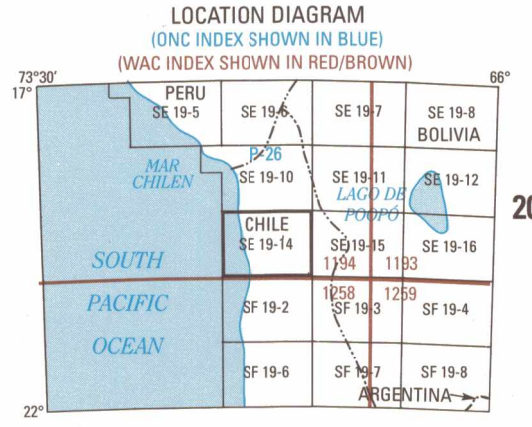 LOCATION DIAGRAM
(ONC INDEX SHOWN IN BLUE)
(WAC INDEX SHOWN IN RED/BROWN)
73°30' 66°
17°
PERU
SE 19-5 SE 19-6 SE 19-7 SE 19-8
BOLIVIA
P-26
MAR
CHILEN
SE 19-10 SE 19-11 SE 19-12
LAGO DE
POOPÓ
20
CHILE
SE 19-14 SE 19-15 SE 19-16
SOUTH
1194 1193
1258 1259
PACIFIC
SF 19-2 SF 19-3 SF 19-4
OCEAN
SF 19-6 SF 19-7 SF 19-8
ARGENTINA
22°